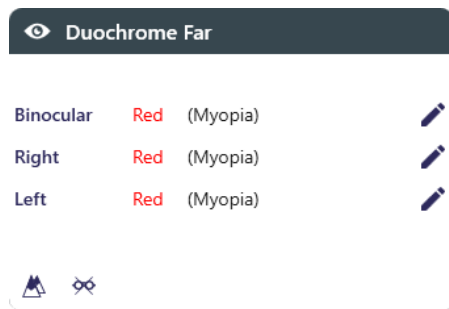 Duochrome Far
Binocular Red (Myopia)
Right Red (Myopia)
Left Red (Myopia)